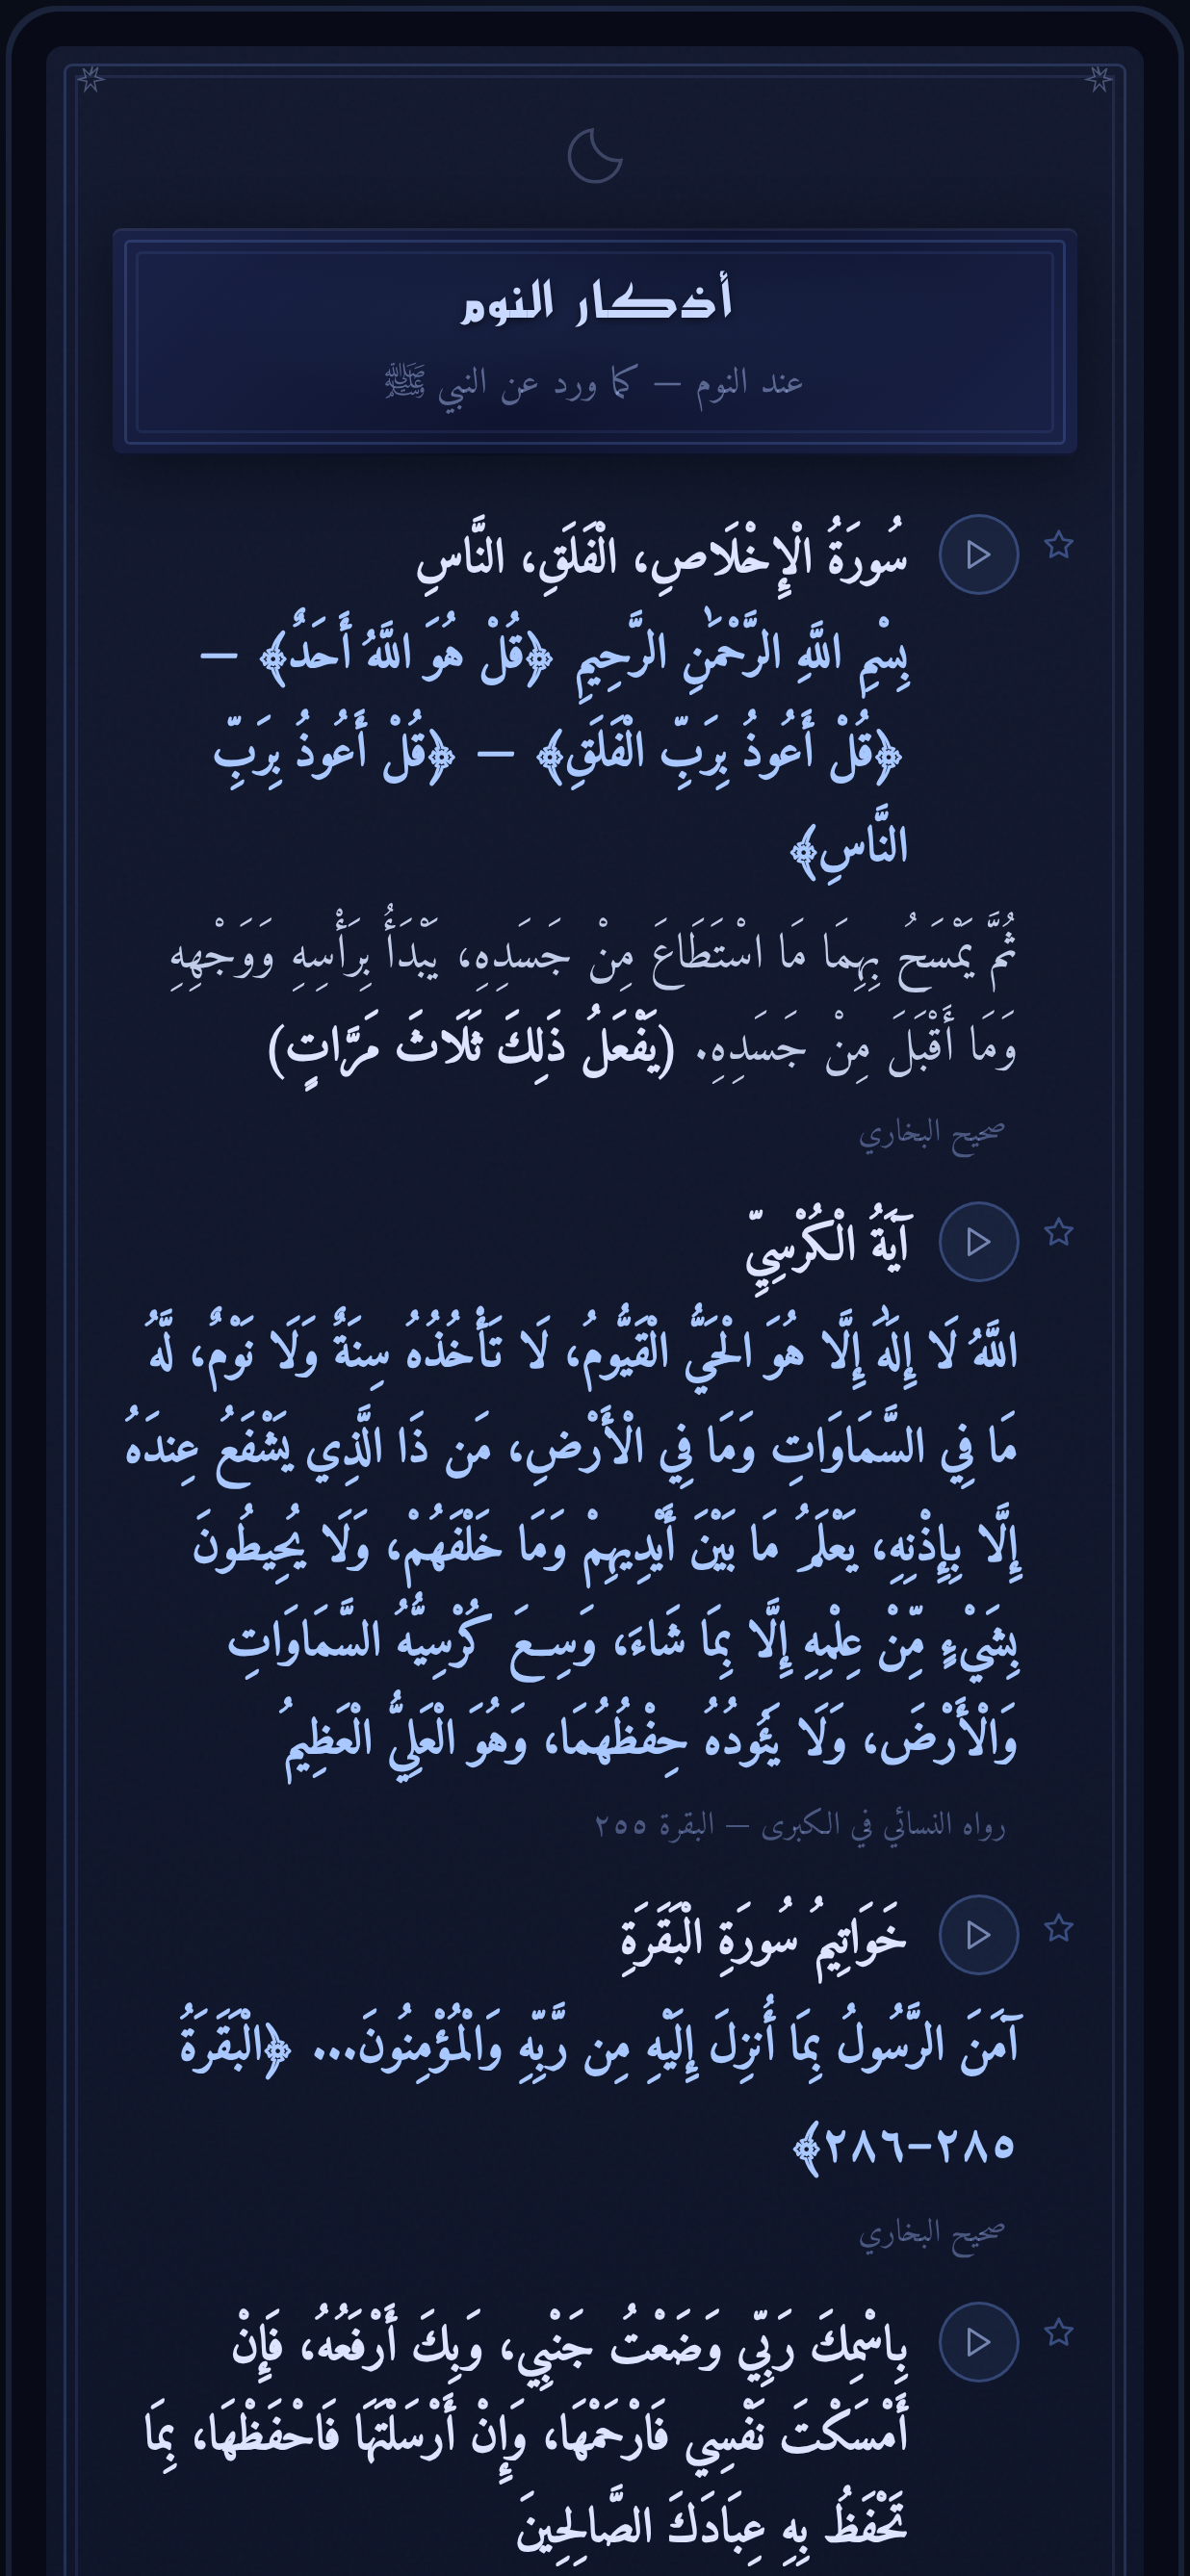 أذكار النوم
عند النوم — كما ورد عن النبي ﷺ
سُورَةُ الْإِخْلَاصِ، الْفَلَقِ، النَّاسِ
بِسْمِ اللَّهِ الرَّحْمَٰنِ الرَّحِيمِ ﴿قُلْ هُوَ اللَّهُ أَحَدٌ﴾ —
﴿قُلْ أَعُوذُ بِرَبِّ الْفَلَقِ﴾ — ﴿قُلْ أَعُوذُ بِرَبِّ
النَّاسِ﴾
ثُمَّ يَمْسَحُ بِهِمَا مَا اسْتَطَاعَ مِنْ جَسَدِهِ، يَبْدَأُ بِرَأْسِهِ وَوَجْهِهِ
وَمَا أَقْبَلَ مِنْ جَسَدِهِ. (يَفْعَلُ ذَلِكَ ثَلَاثَ مَرَّاتٍ)
صحيح البخاري
آيَةُ الْكُرْسِيِّ
اللَّهُ لَا إِلَٰهَ إِلَّا هُوَ الْحَيُّ الْقَيُّومُ، لَا تَأْخُذُهُ سِنَةٌ وَلَا نَوْمٌ، لَّهُ
مَا فِي السَّمَاوَاتِ وَمَا فِي الْأَرْضِ، مَن ذَا الَّذِي يَشْفَعُ عِندَهُ
إِلَّا بِإِذْنِهِ، يَعْلَمُ مَا بَيْنَ أَيْدِيهِمْ وَمَا خَلْفَهُمْ، وَلَا يُحِيطُونَ
بِشَيْءٍ مِّنْ عِلْمِهِ إِلَّا بِمَا شَاءَ، وَسِعَ كُرْسِيُّهُ السَّمَاوَاتِ
وَالْأَرْضَ، وَلَا يَئُودُهُ حِفْظُهُمَا، وَهُوَ الْعَلِيُّ الْعَظِيمُ
رواه النسائي في الكبرى — البقرة ٢٥٥
خَوَاتِيمُ سُورَةِ الْبَقَرَةِ
آمَنَ الرَّسُولُ بِمَا أُنزِلَ إِلَيْهِ مِن رَّبِّهِ وَالْمُؤْمِنُونَ... ﴿الْبَقَرَةُ
٢٨٥–٢٨٦﴾
صحيح البخاري
بِاسْمِكَ رَبِّي وَضَعْتُ جَنْبِي، وَبِكَ أَرْفَعُهُ، فَإِنْ
أَمْسَكْتَ نَفْسِي فَارْحَمْهَا، وَإِنْ أَرْسَلْتَهَا فَاحْفَظْهَا، بِمَا
تَحْفَظُ بِهِ عِبَادَكَ الصَّالِحِينَ